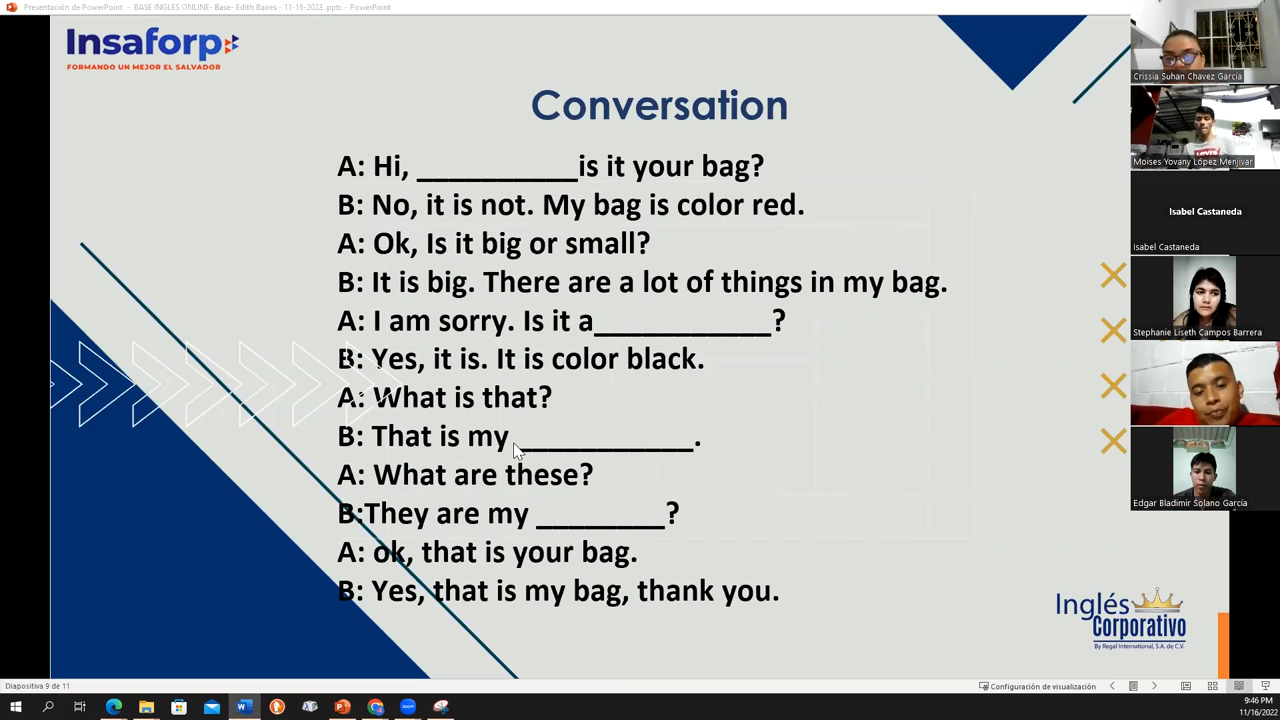 Presentación de PowerPoint - BASE INGLES ONLINE- Base- Edith Baires - 11-16-2022 .pptx - PowerPoint
Insaforp
FORMANDO UN MEJOR EL SALVADOR
Conversation
A: Hi, __________is it your bag?
B: No, it is not. My bag is color red.
A: Ok, Is it big or small?
B: It is big. There are a lot of things in my bag.
A: I am sorry. Is it a___________?
B: Yes, it is. It is color black.
A: What is that?
B: That is my ___________.
A: What are these?
B:They are my ________?
A: ok, that is your bag.
B: Yes, that is my bag, thank you.
Inglés
Corporativo
By Regal International, S.A. de C.V.
Crissia Suhan Chavez Garcia
Moises Yovany López Menjivar
Isabel Castaneda
Isabel Castaneda
Stephanie Liseth Campos Barrera
Edgar Bladimir Solano García
Diapositiva 9 de 11
Configuración de visualización
9:46 PM
11/16/2022